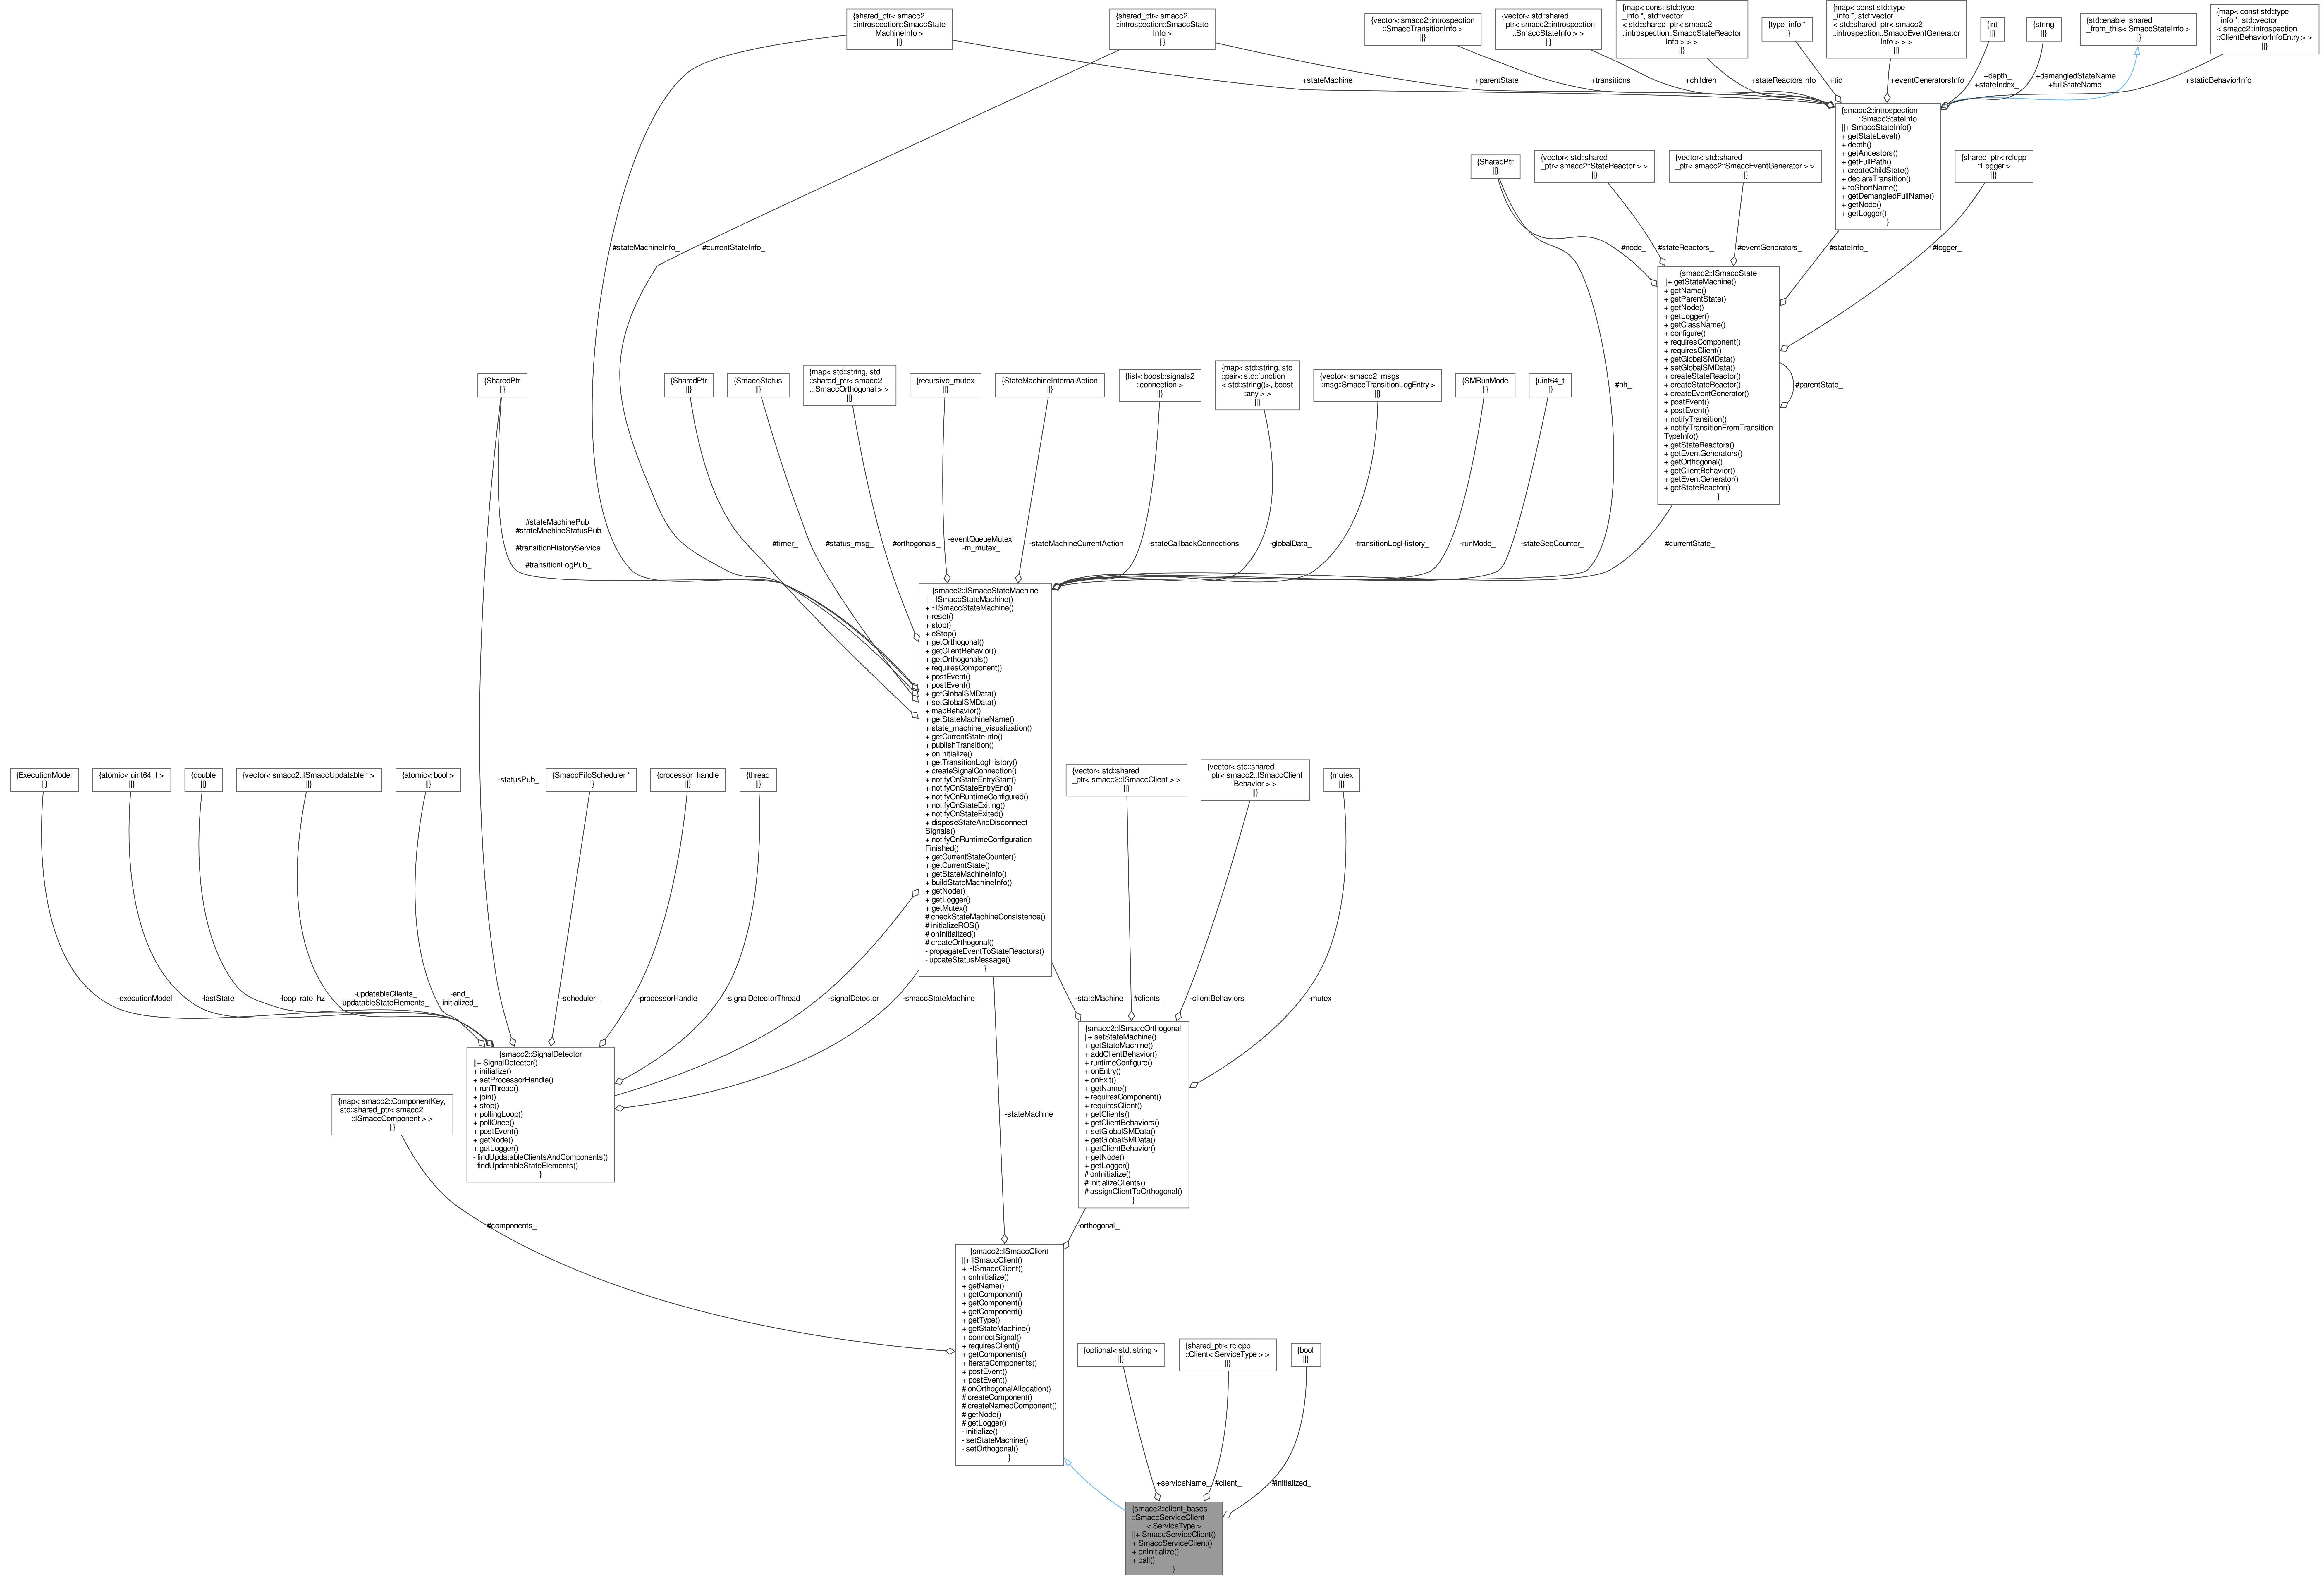 {shared_ptr< smacc2
::introspection::SmaccState
MachineInfo >
||}
{shared_ptr< smacc2
::introspection::SmaccState
Info >
||}
{vector< smacc2::introspection
::SmaccTransitionInfo >
||}
{vector< std::shared
_ptr< smacc2::introspection
::SmaccStateInfo > >
||}
{map< const std::type
_info *, std::vector
< std::shared_ptr< smacc2
::introspection::SmaccStateReactor
Info > > >
||}
{type_info *
||}
{map< const std::type
_info *, std::vector
< std::shared_ptr< smacc2
::introspection::SmaccEventGenerator
Info > > >
||}
{int
||}
{string
||}
{std::enable_shared
_from_this< SmaccStateInfo >
||}
{map< const std::type
_info *, std::vector
< smacc2::introspection
::ClientBehaviorInfoEntry > >
||}
+stateMachine_
+parentState_
+transitions_
+children_
+stateReactorsInfo
+tid_
+eventGeneratorsInfo
+depth_
+stateIndex_
+demangledStateName
+fullStateName
+staticBehaviorInfo
{smacc2::introspection
::SmaccStateInfo
||+ SmaccStateInfo()
+ getStateLevel()
+ depth()
+ getAncestors()
+ getFullPath()
+ createChildState()
+ declareTransition()
+ toShortName()
+ getDemangledFullName()
+ getNode()
+ getLogger()
}
{SharedPtr
||}
{vector< std::shared
_ptr< smacc2::StateReactor > >
||}
{vector< std::shared
_ptr< smacc2::SmaccEventGenerator > >
||}
{shared_ptr< rclcpp
::Logger >
||}
#stateMachineInfo_
#currentStateInfo_
#node_
#stateReactors_
#eventGenerators_
#stateInfo_
#logger_
{smacc2::ISmaccState
||+ getStateMachine()
+ getName()
+ getParentState()
+ getNode()
+ getLogger()
+ getClassName()
+ configure()
+ requiresComponent()
+ requiresClient()
+ getGlobalSMData()
+ setGlobalSMData()
+ createStateReactor()
+ createStateReactor()
+ createEventGenerator()
+ postEvent()
+ postEvent()
+ notifyTransition()
+ notifyTransitionFromTransition
TypeInfo()
+ getStateReactors()
+ getEventGenerators()
+ getOrthogonal()
+ getClientBehavior()
+ getEventGenerator()
+ getStateReactor()
}
#parentState_
{SharedPtr
||}
{SharedPtr
||}
{SmaccStatus
||}
{map< std::string, std
::shared_ptr< smacc2
::ISmaccOrthogonal > >
||}
{recursive_mutex
||}
{StateMachineInternalAction
||}
{list< boost::signals2
::connection >
||}
{map< std::string, std
::pair< std::function
< std::string()>, boost
::any > >
||}
{vector< smacc2_msgs
::msg::SmaccTransitionLogEntry >
||}
{SMRunMode
||}
{uint64_t
||}
#nh_
#stateMachinePub_
#stateMachineStatusPub
_
#transitionHistoryService
_
#transitionLogPub_
#timer_
#status_msg_
#orthogonals_
-eventQueueMutex_
-m_mutex_
-stateMachineCurrentAction
-stateCallbackConnections
-globalData_
-transitionLogHistory_
-runMode_
-stateSeqCounter_
#currentState_
{smacc2::ISmaccStateMachine
||+ ISmaccStateMachine()
+ ~ISmaccStateMachine()
+ reset()
+ stop()
+ eStop()
+ getOrthogonal()
+ getClientBehavior()
+ getOrthogonals()
+ requiresComponent()
+ postEvent()
+ postEvent()
+ getGlobalSMData()
+ setGlobalSMData()
+ mapBehavior()
+ getStateMachineName()
+ state_machine_visualization()
+ getCurrentStateInfo()
+ publishTransition()
+ onInitialize()
+ getTransitionLogHistory()
+ createSignalConnection()
+ notifyOnStateEntryStart()
+ notifyOnStateEntryEnd()
+ notifyOnRuntimeConfigured()
+ notifyOnStateExiting()
+ notifyOnStateExited()
+ disposeStateAndDisconnect
Signals()
+ notifyOnRuntimeConfiguration
Finished()
+ getCurrentStateCounter()
+ getCurrentState()
+ getStateMachineInfo()
+ buildStateMachineInfo()
+ getNode()
+ getLogger()
+ getMutex()
# checkStateMachineConsistence()
# initializeROS()
# onInitialized()
# createOrthogonal()
- propagateEventToStateReactors()
- updateStatusMessage()
}
{ExecutionModel
||}
{atomic< uint64_t >
||}
{double
||}
{vector< smacc2::ISmaccUpdatable * >
||}
{atomic< bool >
||}
-statusPub_
{SmaccFifoScheduler *
||}
{processor_handle
||}
{thread
||}
{vector< std::shared
_ptr< smacc2::ISmaccClient > >
||}
{vector< std::shared
_ptr< smacc2::ISmaccClient
Behavior > >
||}
{mutex
||}
-executionModel_
-lastState_
-loop_rate_hz
-updatableClients_
-updatableStateElements_
-end_
-initialized_
-scheduler_
-processorHandle_
-signalDetectorThread_
-signalDetector_
-smaccStateMachine_
-stateMachine_
#clients_
-clientBehaviors_
-mutex_
{smacc2::SignalDetector
||+ SignalDetector()
+ initialize()
+ setProcessorHandle()
+ runThread()
+ join()
+ stop()
+ pollingLoop()
+ pollOnce()
+ postEvent()
+ getNode()
+ getLogger()
- findUpdatableClientsAndComponents()
- findUpdatableStateElements()
}
{smacc2::ISmaccOrthogonal
||+ setStateMachine()
+ getStateMachine()
+ addClientBehavior()
+ runtimeConfigure()
+ onEntry()
+ onExit()
+ getName()
+ requiresComponent()
+ requiresClient()
+ getClients()
+ getClientBehaviors()
+ setGlobalSMData()
+ getGlobalSMData()
+ getClientBehavior()
+ getNode()
+ getLogger()
# onInitialize()
# initializeClients()
# assignClientToOrthogonal()
}
{map< smacc2::ComponentKey,
std::shared_ptr< smacc2
::ISmaccComponent > >
||}
-stateMachine_
#components_
-orthogonal_
{smacc2::ISmaccClient
||+ ISmaccClient()
+ ~ISmaccClient()
+ onInitialize()
+ getName()
+ getComponent()
+ getComponent()
+ getComponent()
+ getType()
+ getStateMachine()
+ connectSignal()
+ requiresClient()
+ getComponents()
+ iterateComponents()
+ postEvent()
+ postEvent()
# onOrthogonalAllocation()
# createComponent()
# createNamedComponent()
# getNode()
# getLogger()
- initialize()
- setStateMachine()
- setOrthogonal()
}
{optional< std::string >
||}
{shared_ptr< rclcpp
::Client< ServiceType > >
||}
{bool
||}
+serviceName_
#client_
#initialized_
{smacc2::client_bases
::SmaccServiceClient
< ServiceType >
||+ SmaccServiceClient()
+ SmaccServiceClient()
+ onInitialize()
+ call()
}